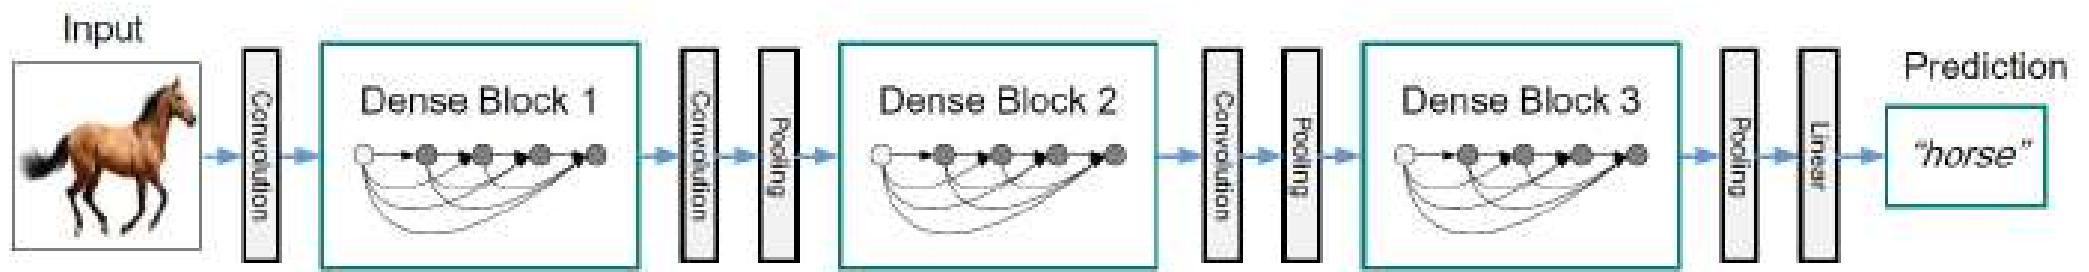 Input
Convolution
Dense Block 1
Convolution
Pooling
Dense Block 2
Convolution
Pooling
Dense Block 3
Pooling
Linear
Prediction
"horse"